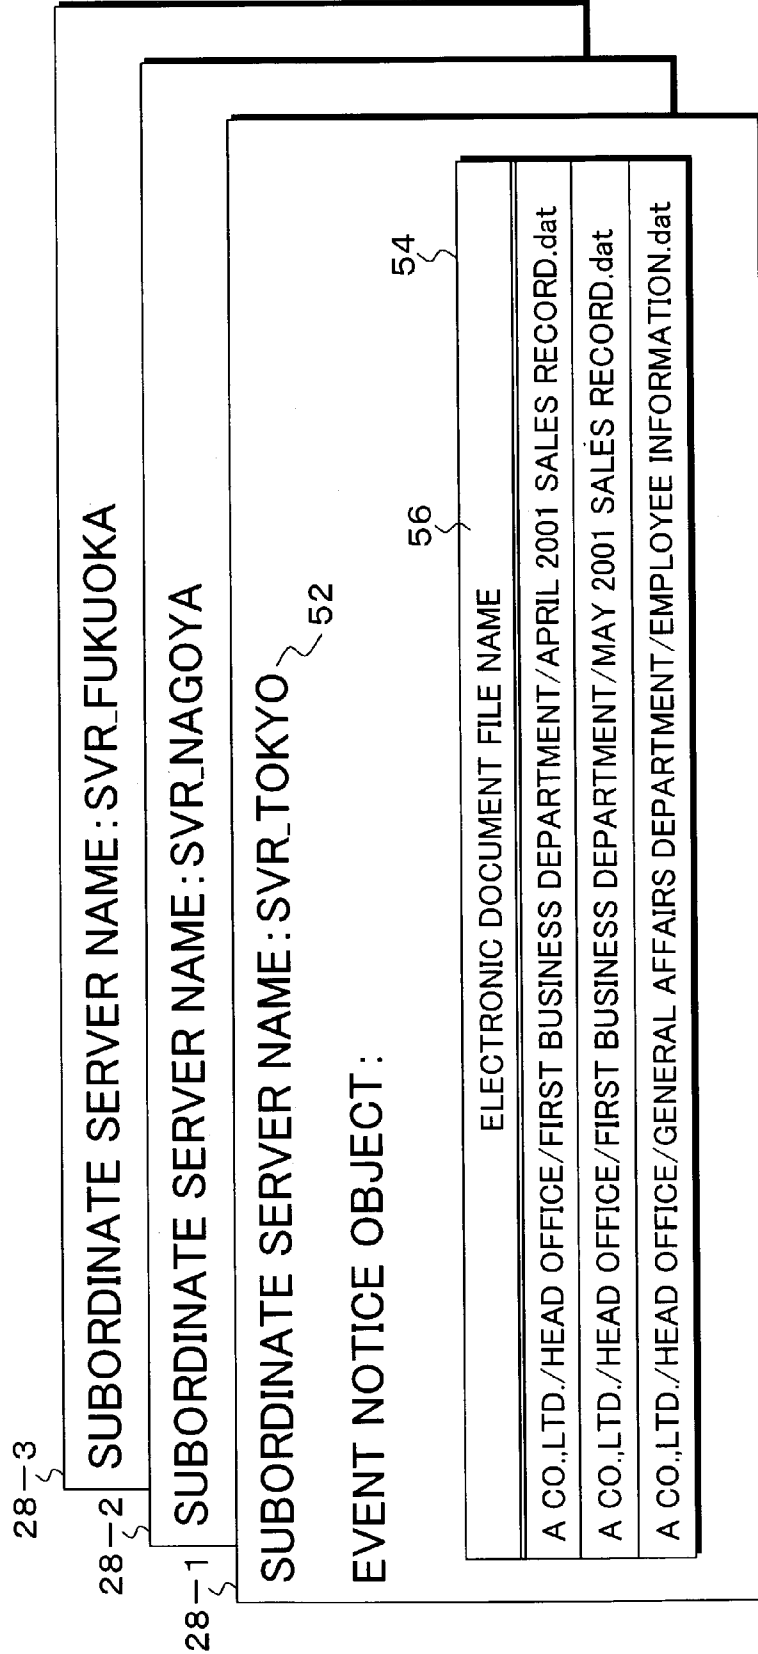 28-3
SUBORDINATE SERVER NAME:SVR_FUKUOKA
28-2
SUBORDINATE SERVER NAME:SVR_NAGOYA
28-1
SUBORDINATE SERVER NAME:SVR_TOKYO
52
EVENT NOTICE OBJECT:
54
56
ELECTRONIC DOCUMENT FILE NAME
A CO.,LTD./HEAD OFFICE/FIRST BUSINESS DEPARTMENT/APRIL 2001 SALES RECORD.dat
A CO.,LTD./HEAD OFFICE/FIRST BUSINESS DEPARTMENT/MAY 2001 SALES RECORD.dat
A CO.,LTD./HEAD OFFICE/GENERAL AFFAIRS DEPARTMENT/EMPLOYEE INFORMATION.dat